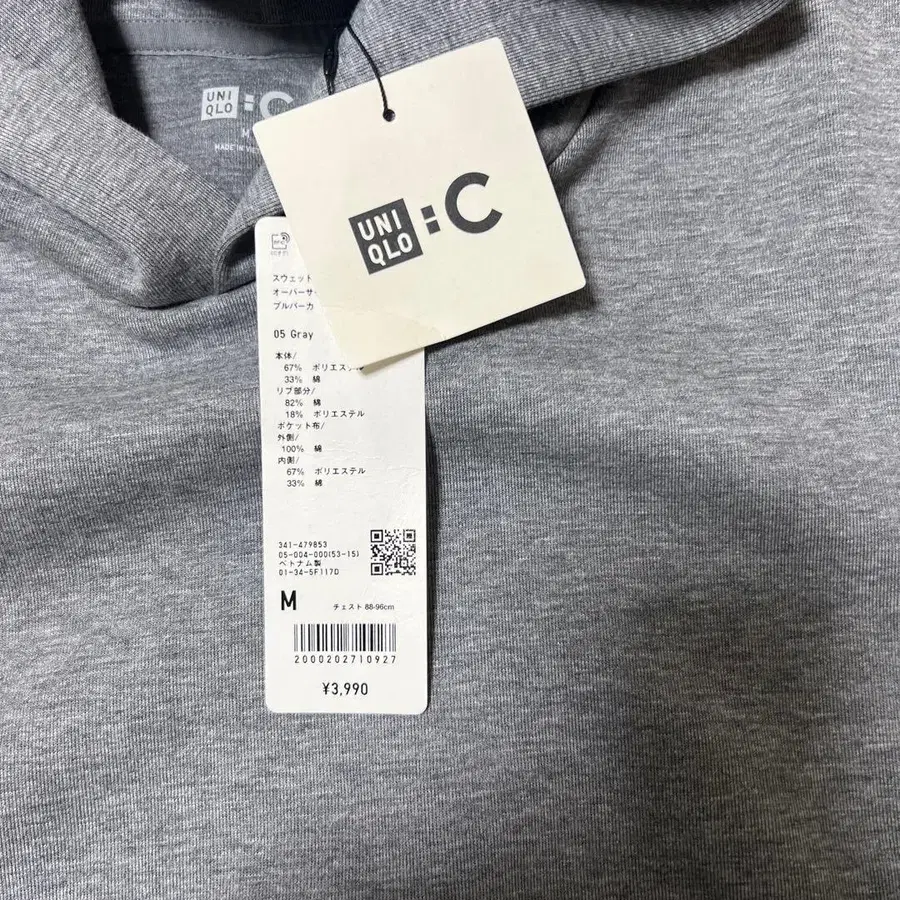 UNI
QLO
: C
M
MADE IN
UNI
QLO
: C
RFID
スウェット
オーバーサ
プルパーカ
05 Gray
本体/
67% ポリエステル
33% 綿
リブ部分/
82% 綿
18% ポリエステル
ポケット布/
外側/
100% 綿
内側/
67% ポリエステル
33% 綿
341-479853
05-004-000(53-15)
ベトナム製
01-34-5F117D
M チェスト 88-96cm
2000202710927
¥3,990